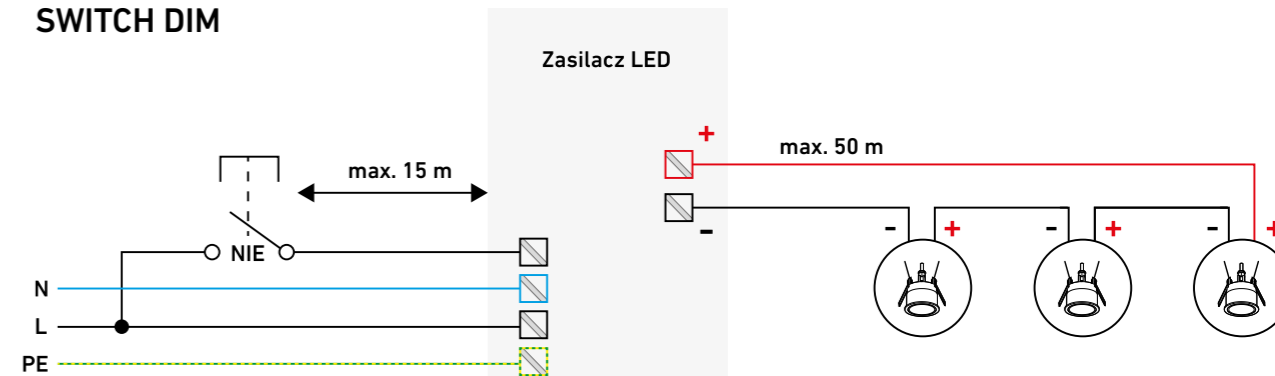 SWITCH DIM
Zasilacz LED
+
max. 50 m
max. 15 m
-
- + - + - +
NIE
N
L
PE